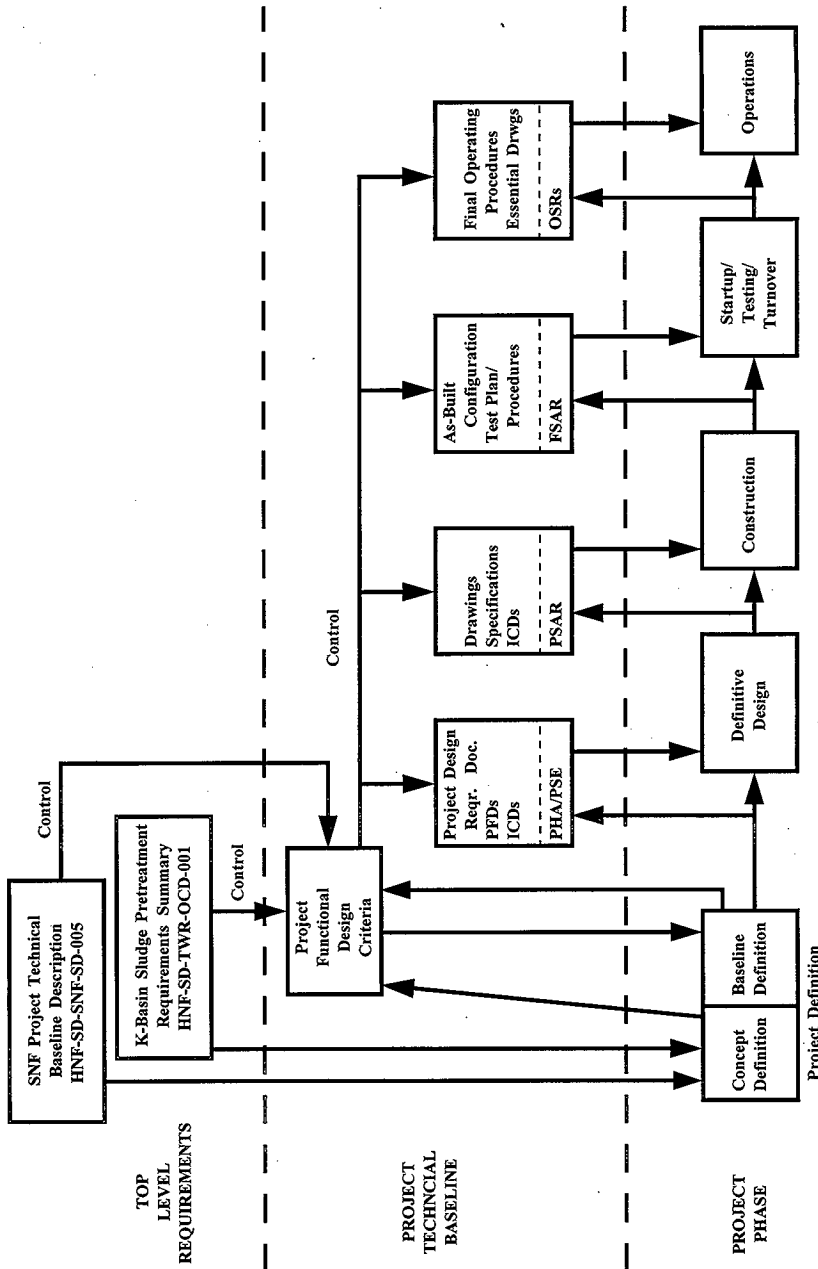 TOP
LEVEL
REQUIREMENTS
SNF Project Technical
Baseline Description
HNF-SD-SNF-SD-005
Control
K-Basin Sludge Pretreatment
Requirements Summary
HNF-SD-TWR-OCD-001
Control
PROJECT
TECHNCIAL
BASELINE
Project
Functional
Design
Criteria
Control
Project Design
Reqr. Doc.
PFDs
ICDs
PHA/PSE
Drawings
Specifications
ICDs
PSAR
As-Built
Configuration
Test Plan/
Procedures
FSAR
Final Operating
Procedures
Essential Drwgs
OSRs
PROJECT
PHASE
Concept
Definition
Baseline
Definition
Project Definition
Definitive
Design
Construction
Startup/
Testing/
Turnover
Operations